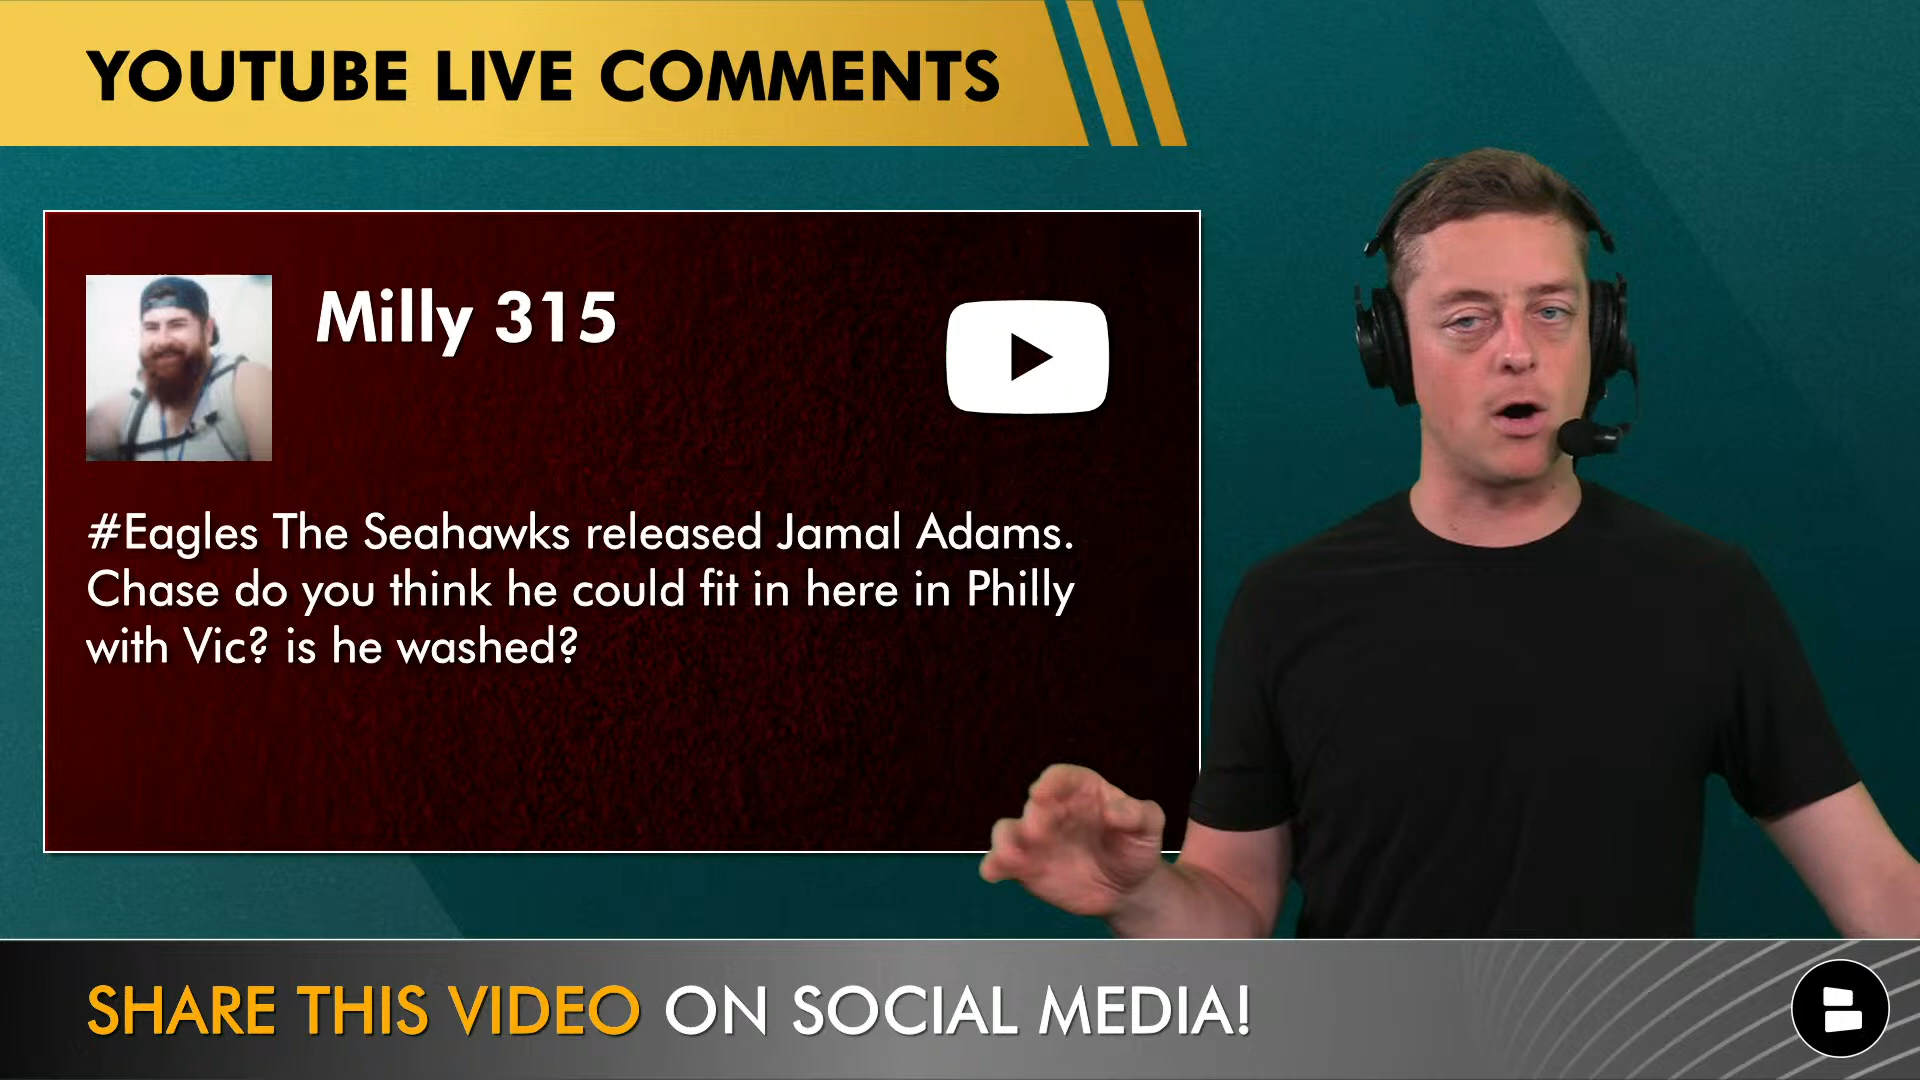 YOUTUBE LIVE COMMENTS
Milly 315
#Eagles The Seahawks released Jamal Adams.
Chase do you think he could fit in here in Philly
with Vic? is he washed?
SHARE THIS VIDEO ON SOCIAL MEDIA!